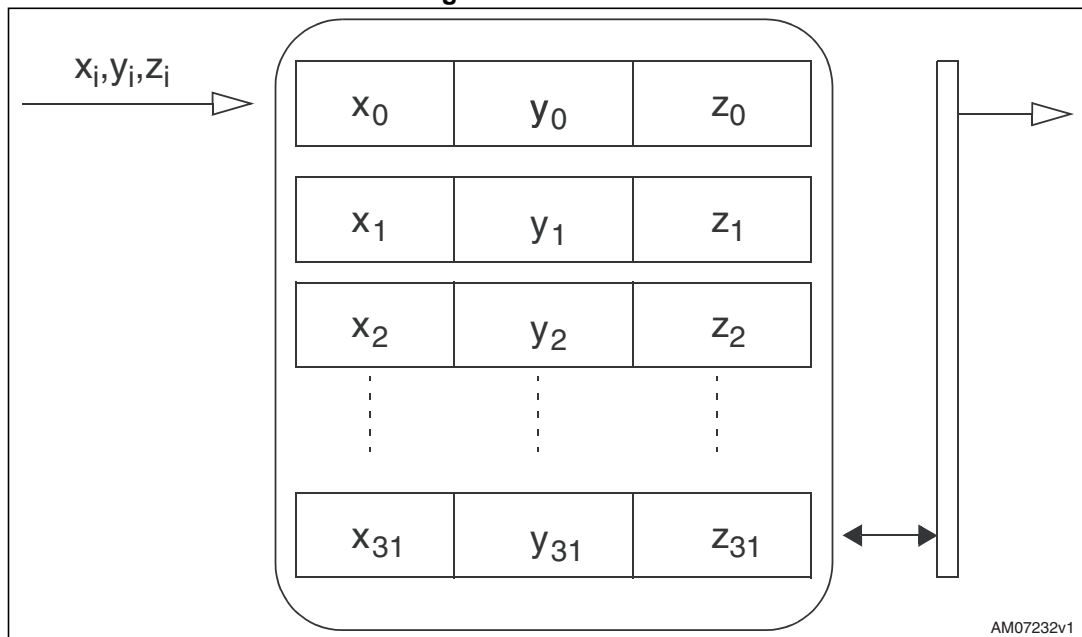 xᵢ,yᵢ,zᵢ
x₀ y₀ z₀
x₁ y₁ z₁
x₂ y₂ z₂
x₃₁ y₃₁ z₃₁
AM07232v1